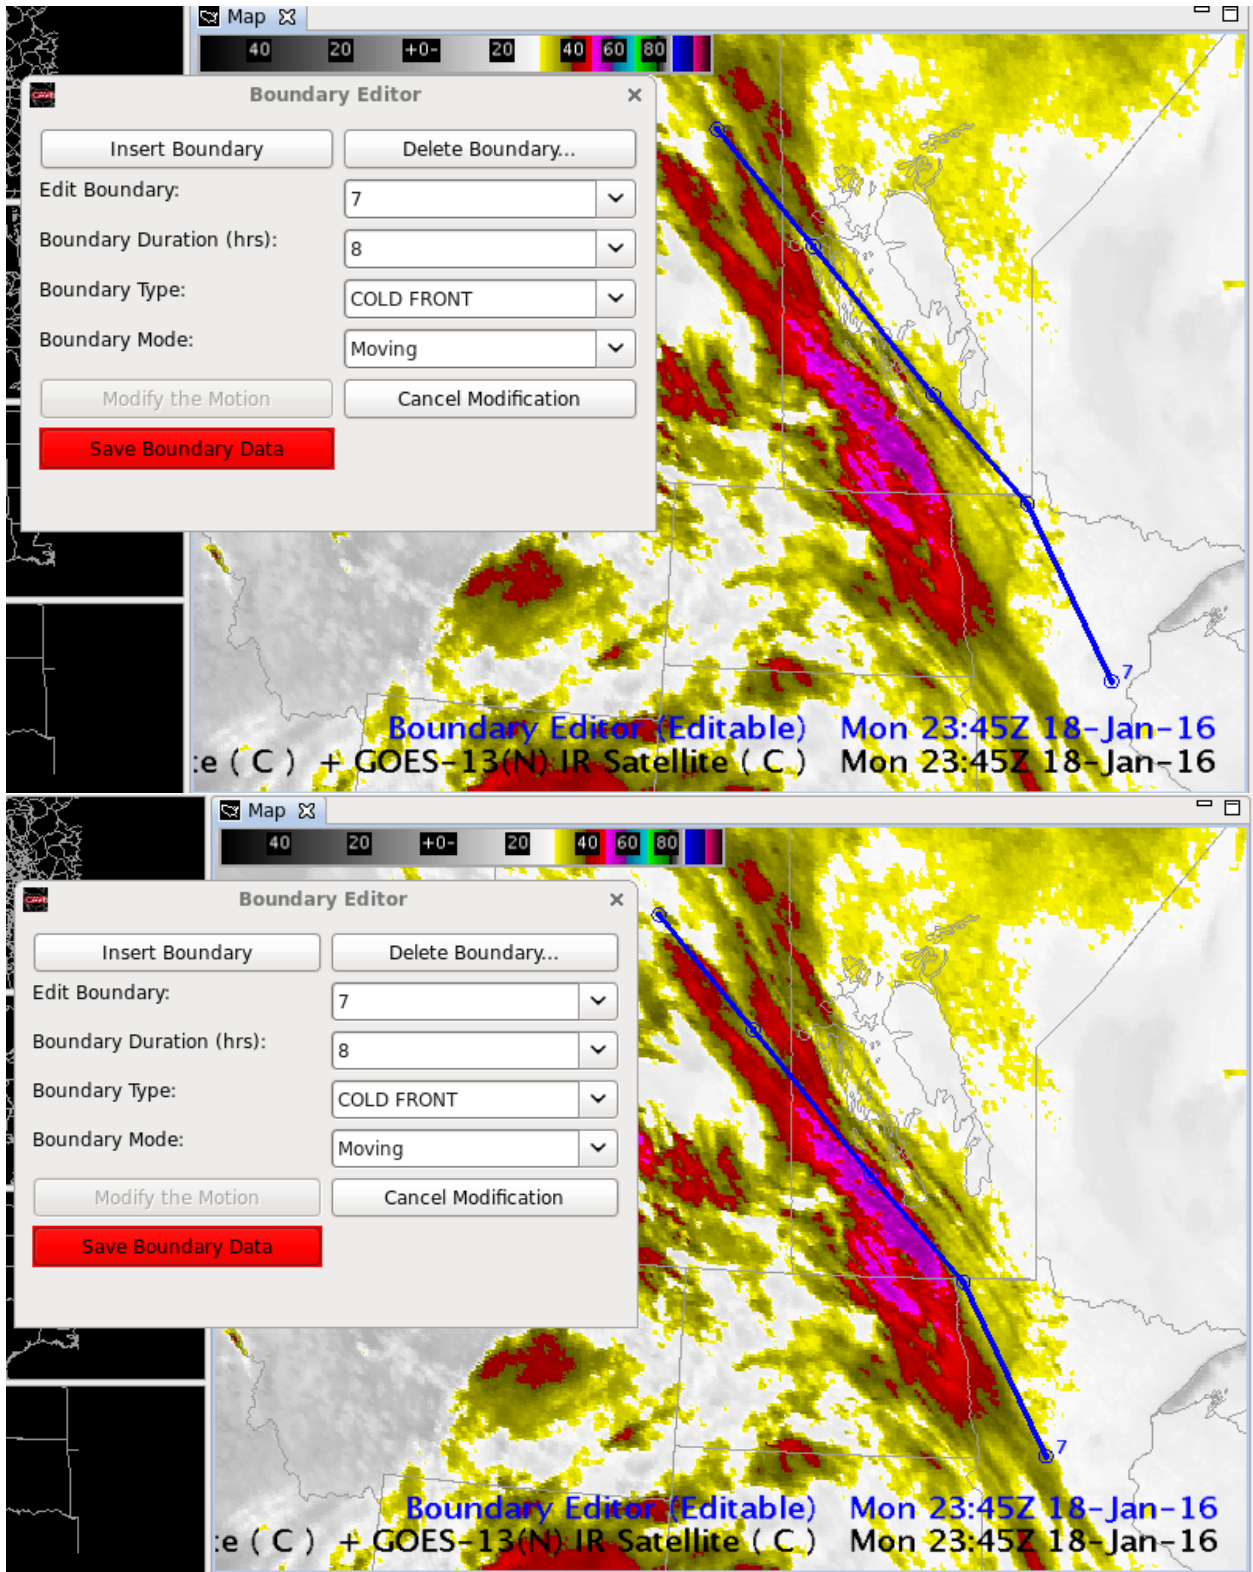 Map
40 20 +0- 20 40 60 80
Boundary Editor
Insert Boundary Delete Boundary...
Edit Boundary: 7
Boundary Duration (hrs): 8
Boundary Type: COLD FRONT
Boundary Mode: Moving
Modify the Motion Cancel Modification
Save Boundary Data
7
Boundary Editor (Editable) Mon 23:45Z 18-Jan-16
te ( C ) + GOES-13(N) IR Satellite ( C ) Mon 23:45Z 18-Jan-16
Map
40 20 +0- 20 40 60 80
Boundary Editor
Insert Boundary Delete Boundary...
Edit Boundary: 7
Boundary Duration (hrs): 8
Boundary Type: COLD FRONT
Boundary Mode: Moving
Modify the Motion Cancel Modification
Save Boundary Data
7
Boundary Editor (Editable) Mon 23:45Z 18-Jan-16
te ( C ) + GOES-13(N) IR Satellite ( C ) Mon 23:45Z 18-Jan-16